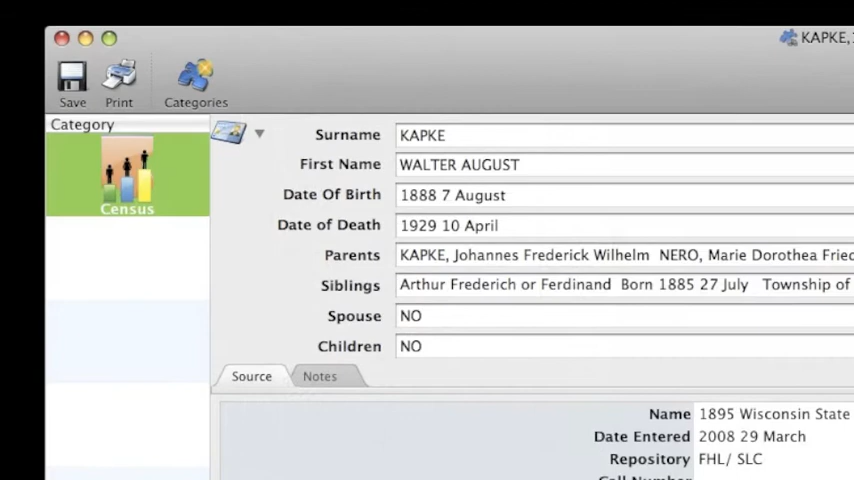 KAPKE,
Save Print Categories
Category
Census
Surname KAPKE
First Name WALTER AUGUST
Date Of Birth 1888 7 August
Date of Death 1929 10 April
Parents KAPKE, Johannes Frederick Wilhelm NERO, Marie Dorothea Fried
Siblings Arthur Frederich or Ferdinand Born 1885 27 July Township of
Spouse NO
Children NO
Source Notes
Name 1895 Wisconsin State
Date Entered 2008 29 March
Repository FHL/ SLC
Call Number